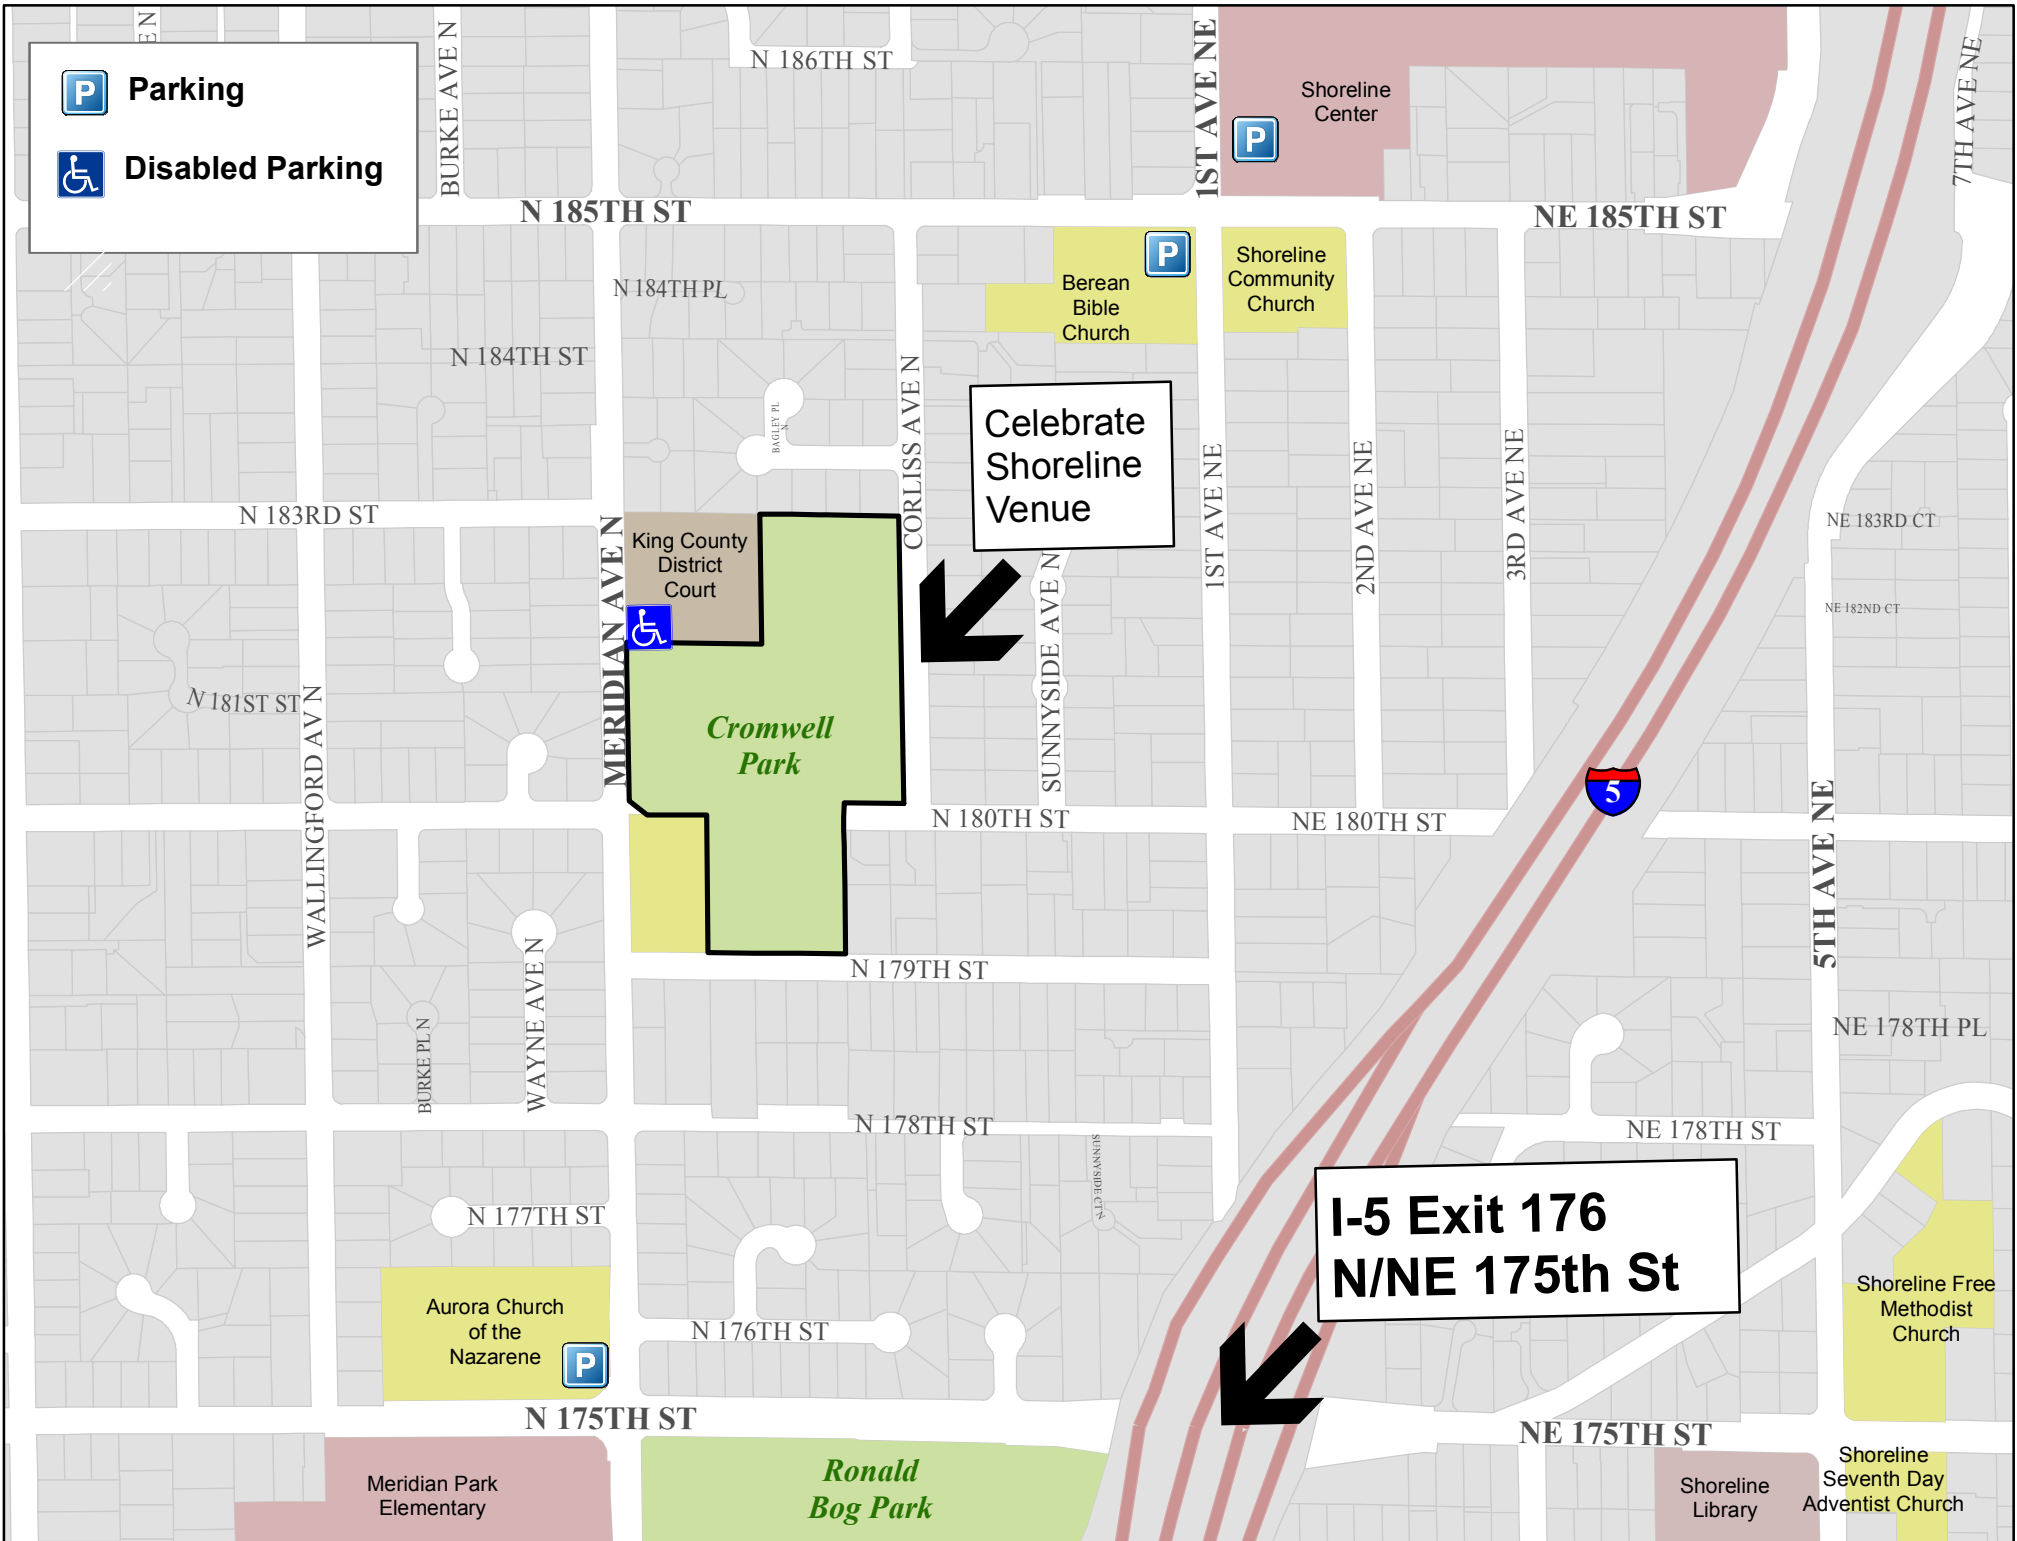 E N
BURKE AVE N
N 186TH ST
1ST AVE NE
Shoreline
Center
7TH AVE NE
P
Parking
Disabled Parking
P
N 185TH ST
NE 185TH ST
P
Berean
Bible
Church
Shoreline
Community
Church
N 184TH PL
N 184TH ST
BAGLEY PL
N
CORLISS AVE N
Celebrate
Shoreline
Venue
1ST AVE NE
2ND AVE NE
3RD AVE NE
N 183RD ST
NE 183RD CT
MERIDIAN AVE N
King County
District
Court
SUNNYSIDE AVE N
NE 182ND CT
N 181ST ST
WALLINGFORD AV N
Cromwell
Park
5
5TH AVE NE
N 180TH ST
NE 180TH ST
N 179TH ST
WAYNE AVE N
BURKE PL N
NE 178TH PL
N 178TH ST
NE 178TH ST
SUNNYSIDE CT N
N 177TH ST
I-5 Exit 176
N/NE 175th St
Aurora Church
of the
Nazarene
P
N 176TH ST
Shoreline Free
Methodist
Church
N 175TH ST
NE 175TH ST
Meridian Park
Elementary
Ronald
Bog Park
Shoreline
Library
Shoreline
Seventh Day
Adventist Church